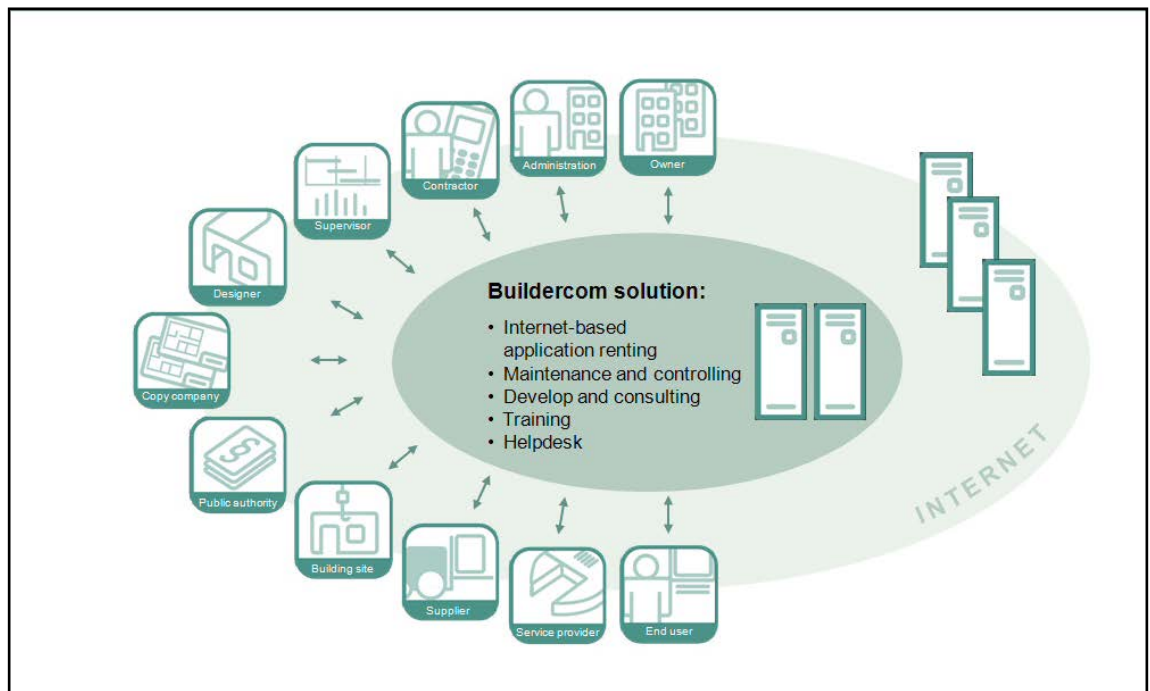 Administration
Owner
Contractor
Supervisor
Designer
Buildercom solution:
• Internet-based
application renting
• Maintenance and controlling
• Develop and consulting
• Training
• Helpdesk
Copy company
Public authority
§
INTERNET
Building site
Supplier
Service provider
End user